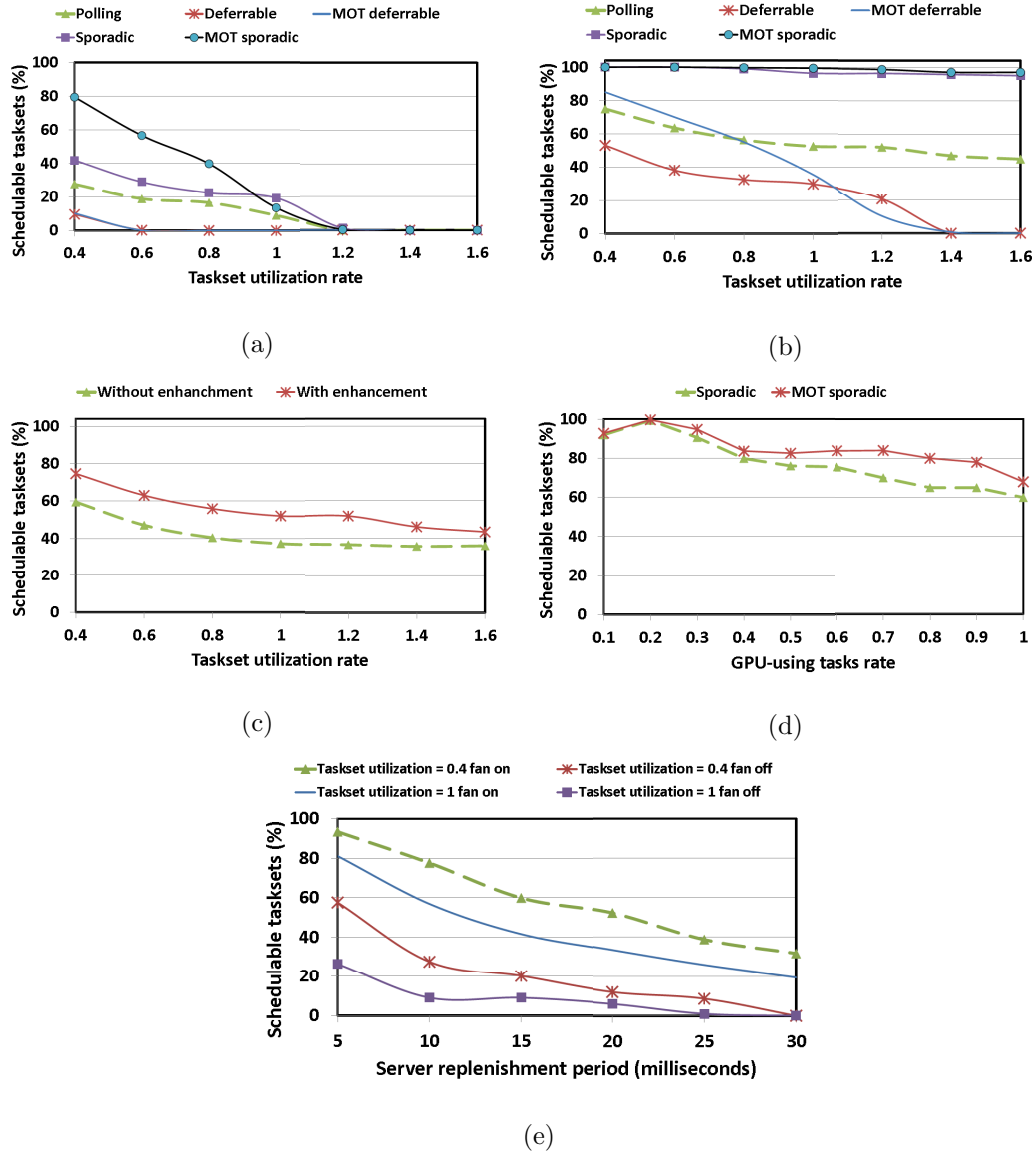 Polling Deferrable MOT deferrable
Sporadic MOT sporadic
Schedulable tasksets (%)
100
80
60
40
20
0
0.4 0.6 0.8 1 1.2 1.4 1.6
Taskset utilization rate
(a)
Polling Deferrable MOT deferrable
Sporadic MOT sporadic
Schedulable tasksets (%)
100
80
60
40
20
0
0.4 0.6 0.8 1 1.2 1.4 1.6
Taskset utilization rate
(b)
Without enhanchment With enhancement
Schedulable tasksets (%)
100
80
60
40
20
0
0.4 0.6 0.8 1 1.2 1.4 1.6
Taskset utilization rate
(c)
Sporadic MOT sporadic
Schedulable tasksets (%)
100
80
60
40
20
0
0.1 0.2 0.3 0.4 0.5 0.6 0.7 0.8 0.9 1
GPU-using tasks rate
(d)
Taskset utilization = 0.4 fan on Taskset utilization = 0.4 fan off
Taskset utilization = 1 fan on Taskset utilization = 1 fan off
Schedulable tasksets (%)
100
80
60
40
20
0
5 10 15 20 25 30
Server replenishment period (milliseconds)
(e)